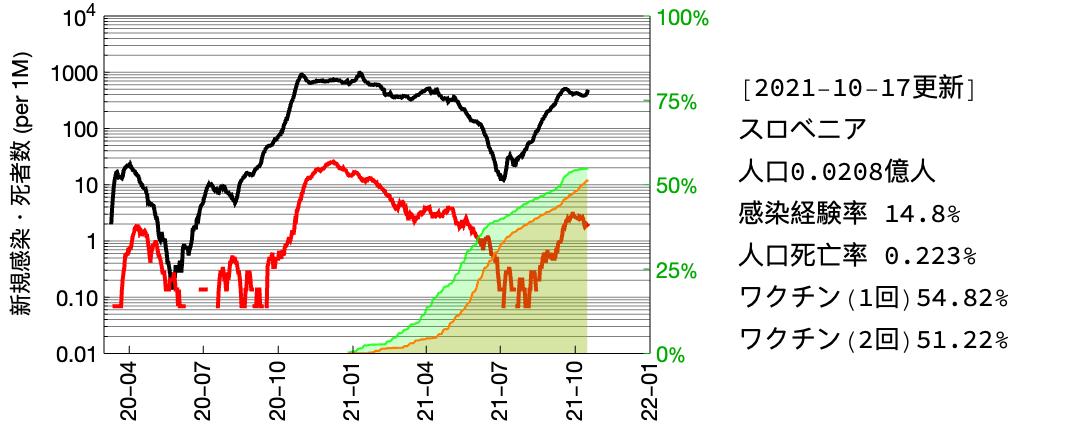 新規感染・死者数 (per 1M)
10^4
1000
100
10
1
0.10
0.01
100%
75%
50%
25%
0%
20-04
20-07
20-10
21-01
21-04
21-07
21-10
22-01
[2021-10-17更新]
スロベニア
人口0.0208億人
感染経験率 14.8%
人口死亡率 0.223%
ワクチン(1回)54.82%
ワクチン(2回)51.22%